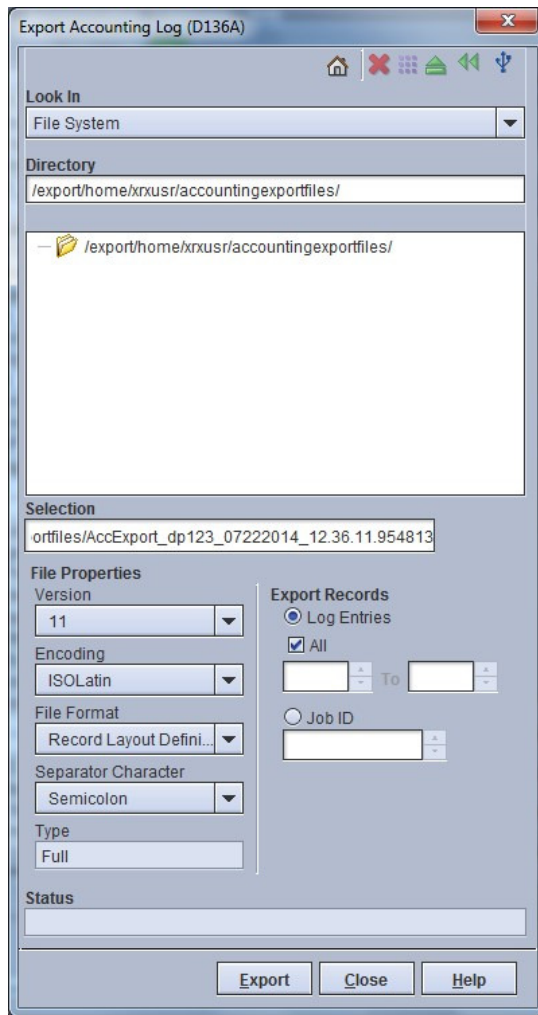 Export Accounting Log (D136A)
Look In
File System
Directory
/export/home/xrxusr/accountingexportfiles/
/export/home/xrxusr/accountingexportfiles/
Selection
ortfiles/AccExport_dp123_07222014_12.36.11.954813
File Properties
Version
11
Encoding
ISOLatin
File Format
Record Layout Defini...
Separator Character
Semicolon
Type
Full
Export Records
Log Entries
All
To
Job ID
Status
Export Close Help